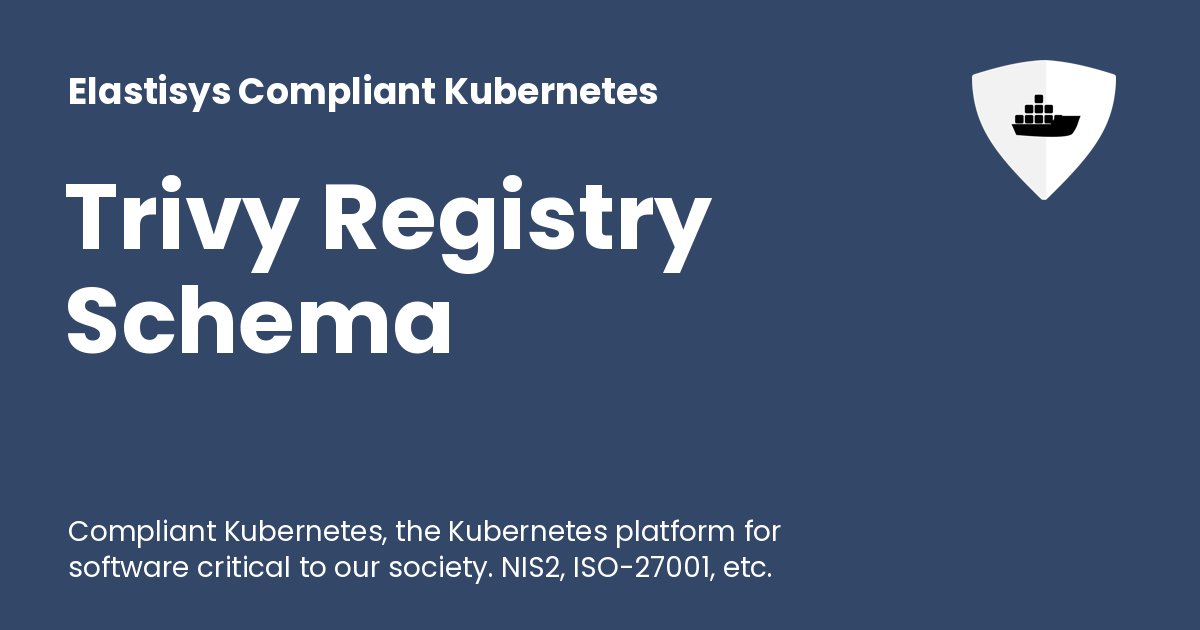 Elastisys Compliant Kubernetes
Trivy Registry
Schema
Compliant Kubernetes, the Kubernetes platform for
software critical to our society. NIS2, ISO-27001, etc.